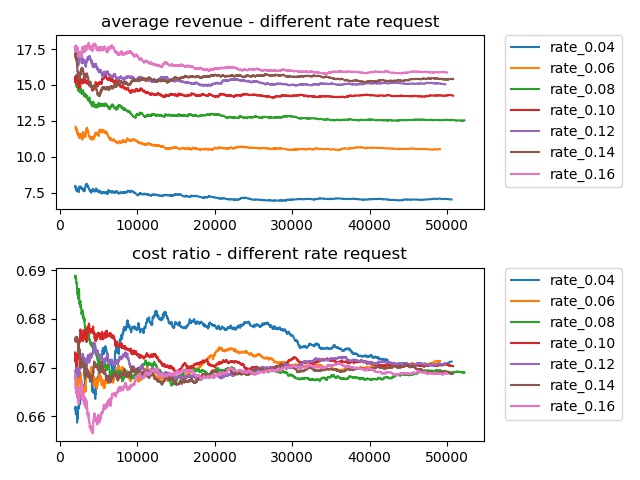 average revenue - different rate request
17.5
15.0
12.5
10.0
7.5
0 10000 20000 30000 40000 50000
rate_0.04
rate_0.06
rate_0.08
rate_0.10
rate_0.12
rate_0.14
rate_0.16
cost ratio - different rate request
0.69
0.68
0.67
0.66
0 10000 20000 30000 40000 50000
rate_0.04
rate_0.06
rate_0.08
rate_0.10
rate_0.12
rate_0.14
rate_0.16